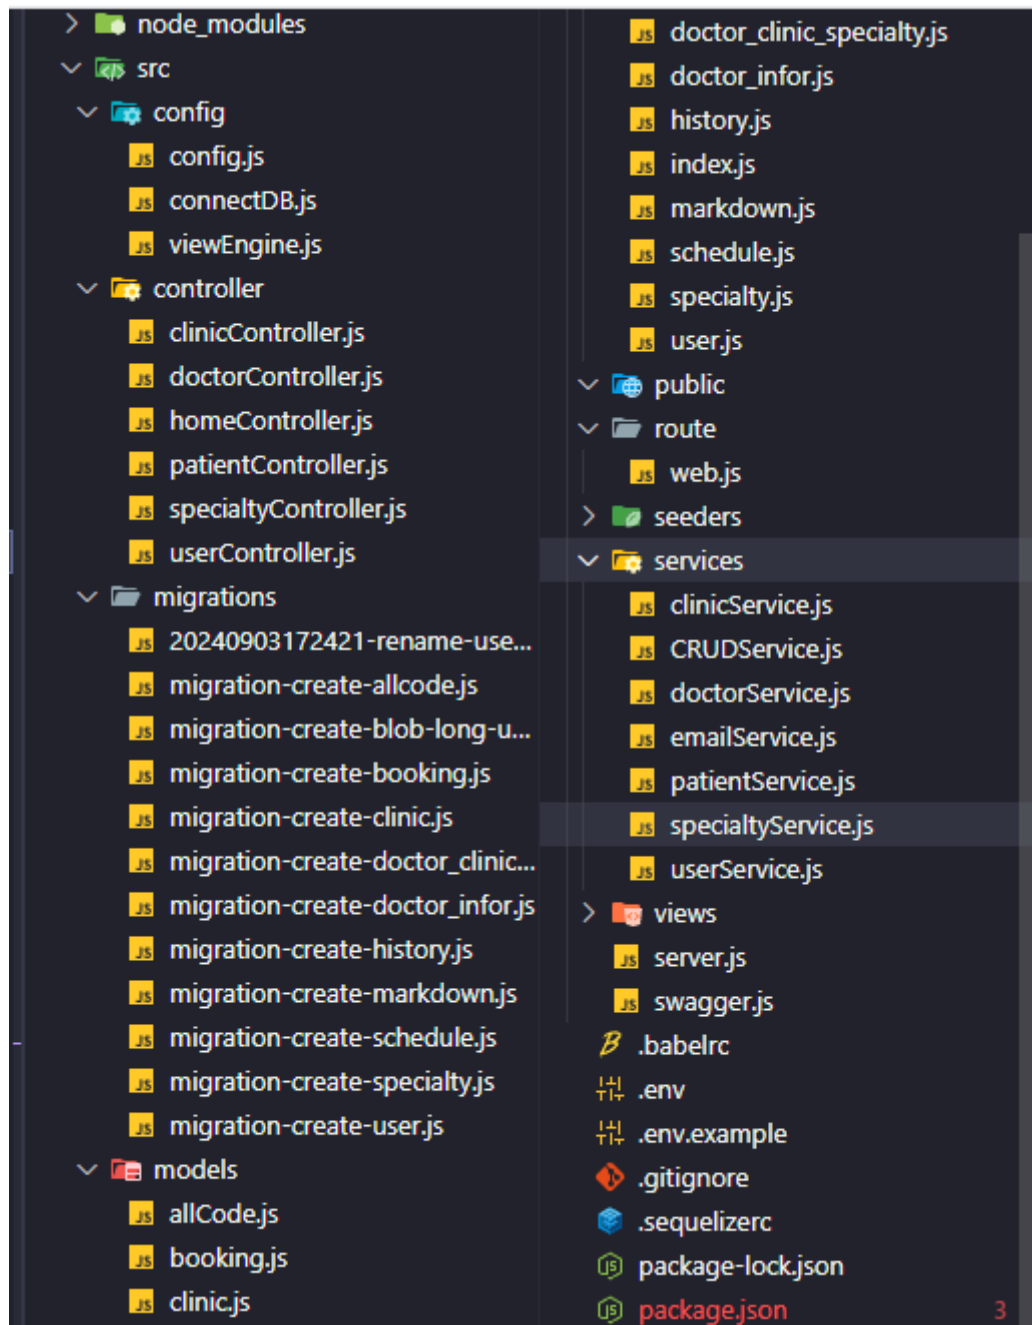 node_modules
src
config
config.js
connectDB.js
viewEngine.js
controller
clinicController.js
doctorController.js
homeController.js
patientController.js
specialtyController.js
userController.js
migrations
20240903172421-rename-use...
migration-create-allcode.js
migration-create-blob-long-u...
migration-create-booking.js
migration-create-clinic.js
migration-create-doctor_clinic...
migration-create-doctor_infor.js
migration-create-history.js
migration-create-markdown.js
migration-create-schedule.js
migration-create-specialty.js
migration-create-user.js
models
allCode.js
booking.js
clinic.js
doctor_clinic_specialty.js
doctor_infor.js
history.js
index.js
markdown.js
schedule.js
specialty.js
user.js
public
route
web.js
seeders
services
clinicService.js
CRUDService.js
doctorService.js
emailService.js
patientService.js
specialtyService.js
userService.js
views
server.js
swagger.js
.babelrc
.env
.env.example
.gitignore
.sequelizerc
package-lock.json
package.json 3